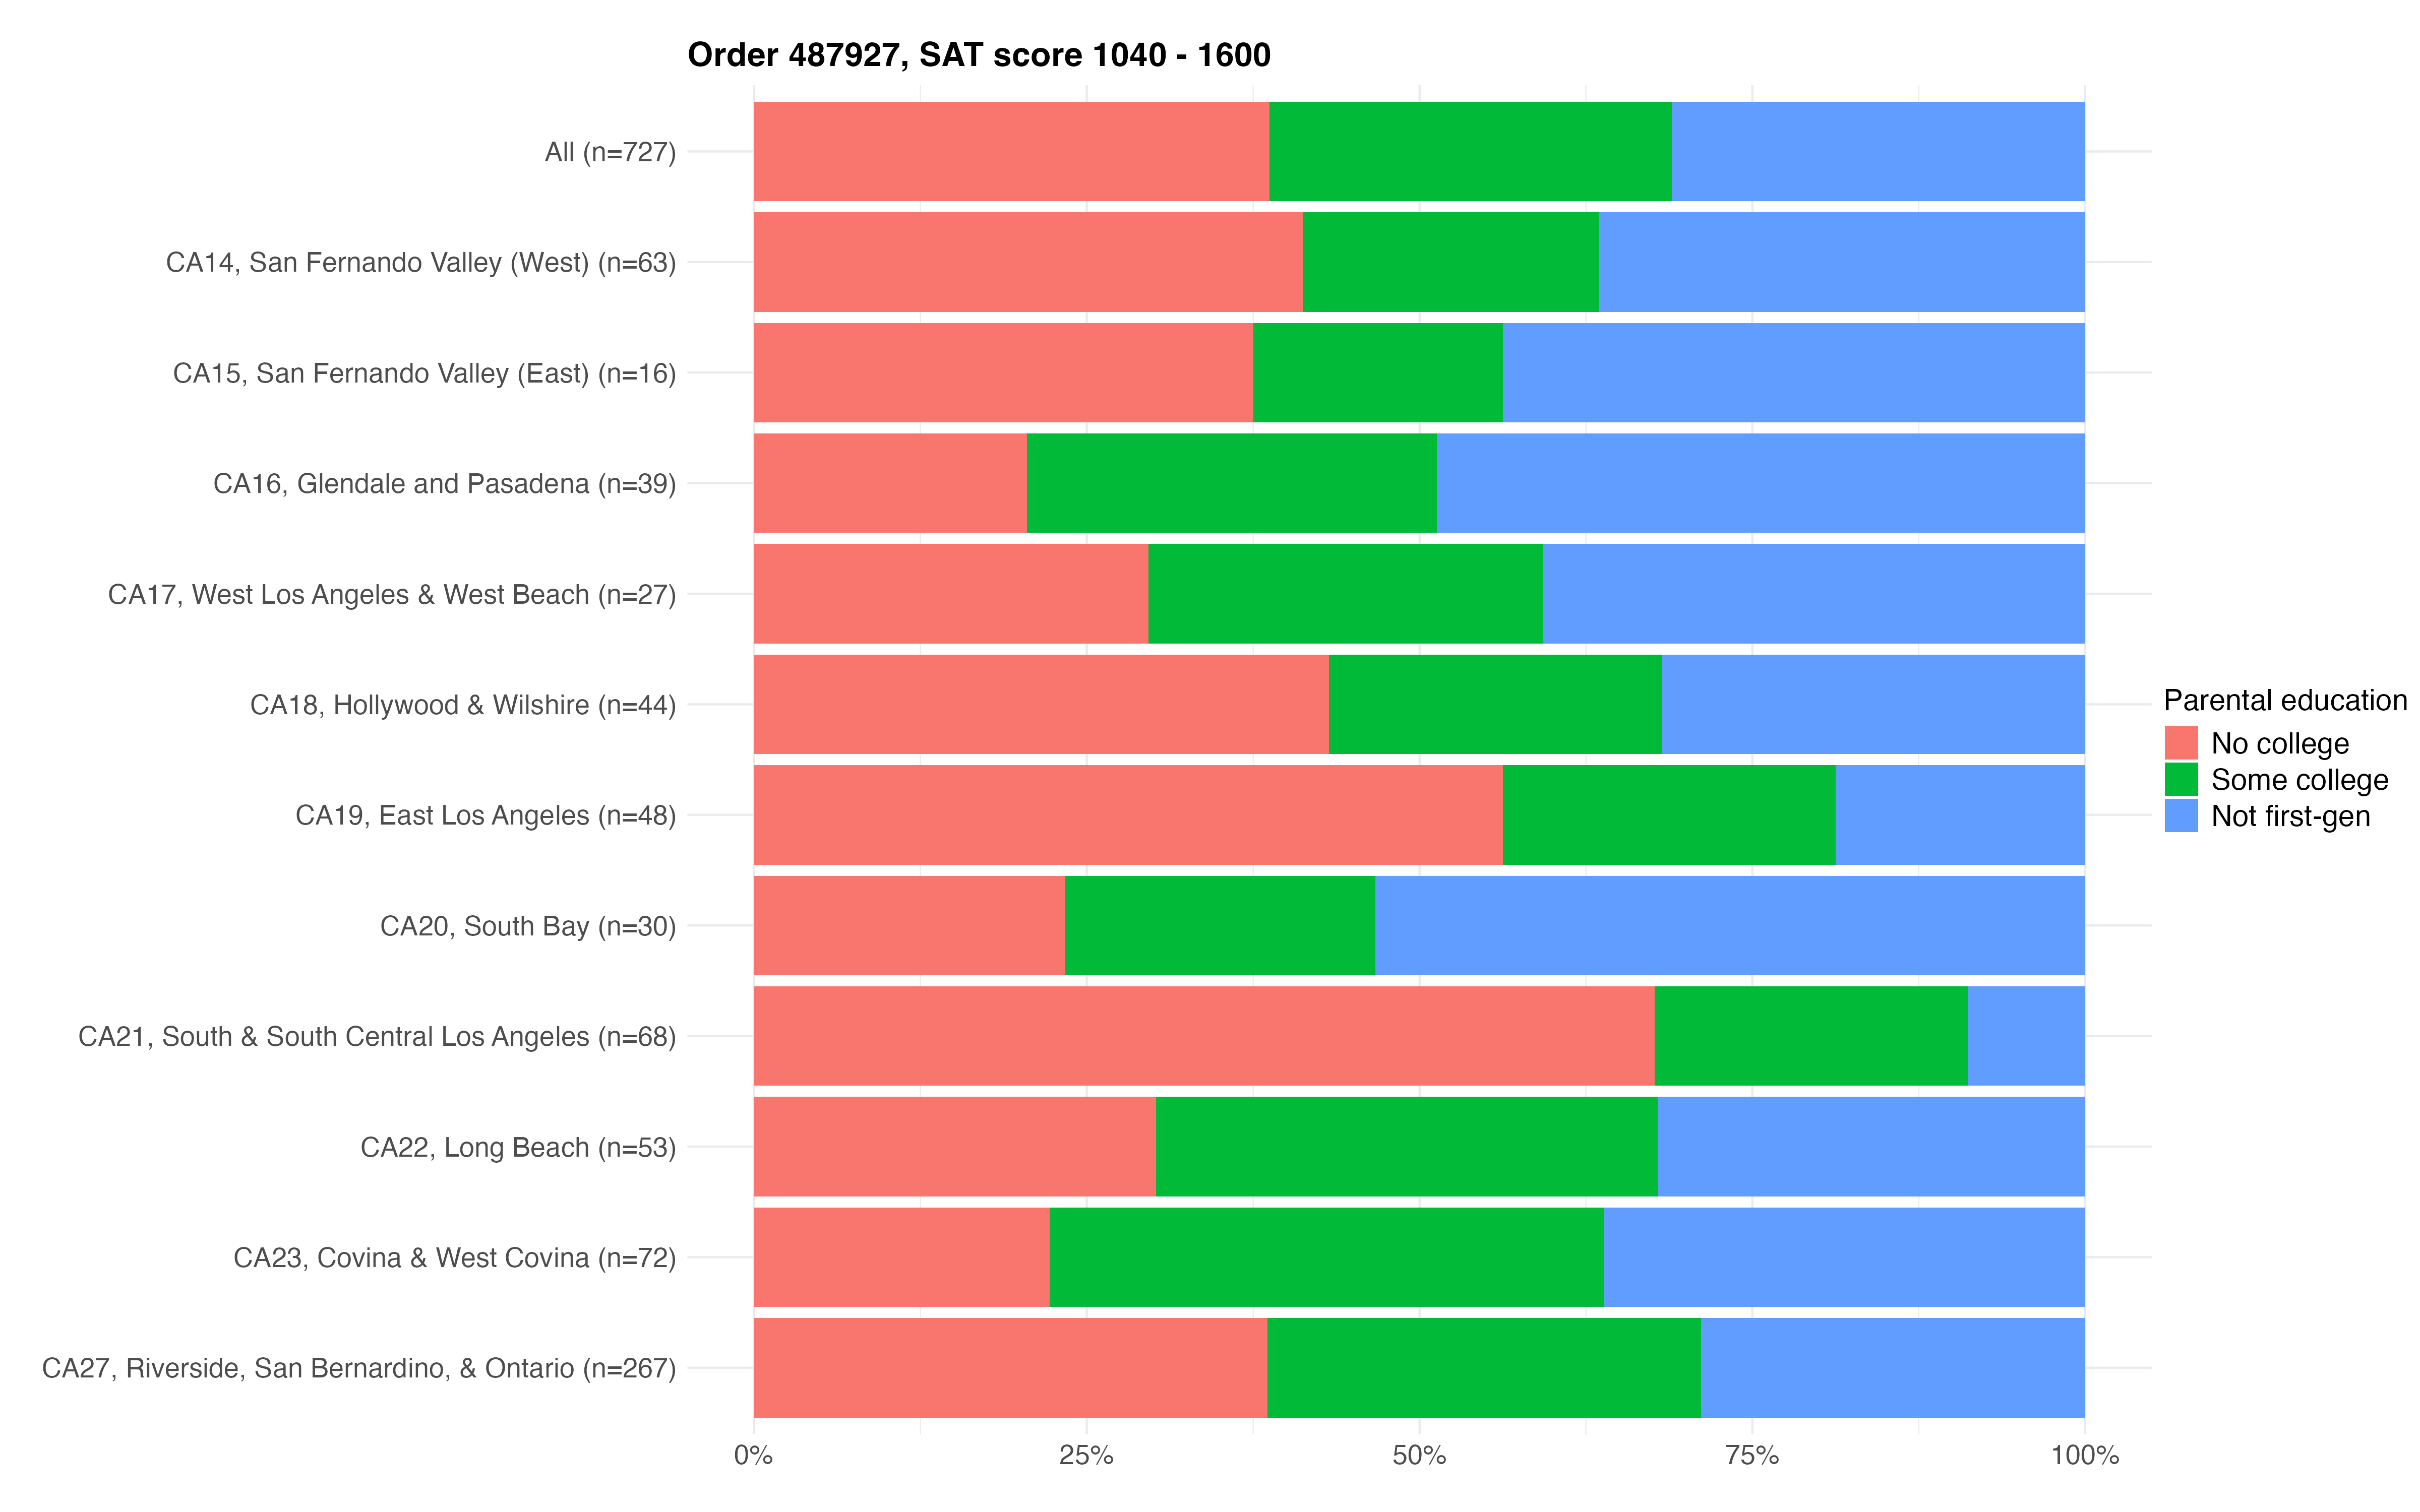 Order 487927, SAT score 1040 - 1600
All (n=727)
CA14, San Fernando Valley (West) (n=63)
CA15, San Fernando Valley (East) (n=16)
CA16, Glendale and Pasadena (n=39)
CA17, West Los Angeles & West Beach (n=27)
CA18, Hollywood & Wilshire (n=44)
CA19, East Los Angeles (n=48)
CA20, South Bay (n=30)
CA21, South & South Central Los Angeles (n=68)
CA22, Long Beach (n=53)
CA23, Covina & West Covina (n=72)
CA27, Riverside, San Bernardino, & Ontario (n=267)
0% 25% 50% 75% 100%
Parental education
No college
Some college
Not first-gen